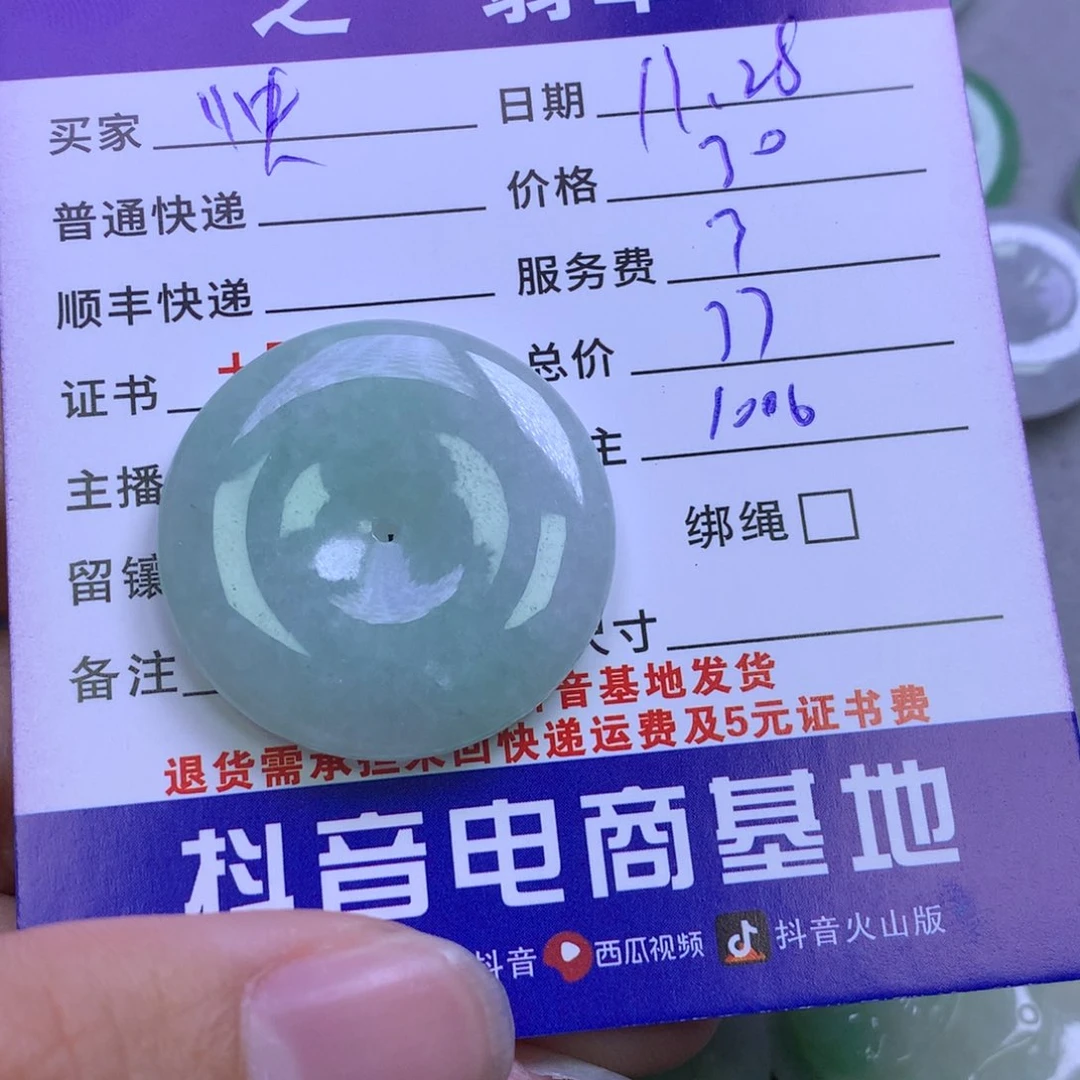 之 翡翠
买家 日期 11.28
普通快递 价格 70
顺丰快递 服务费 7
证书 总价 77
主播 主 1006
留镶 绑绳
备注 尺寸
音基地发货
退货需承担来回快递运费及5元证书费
抖音电商基地
抖音 西瓜视频 抖音火山版